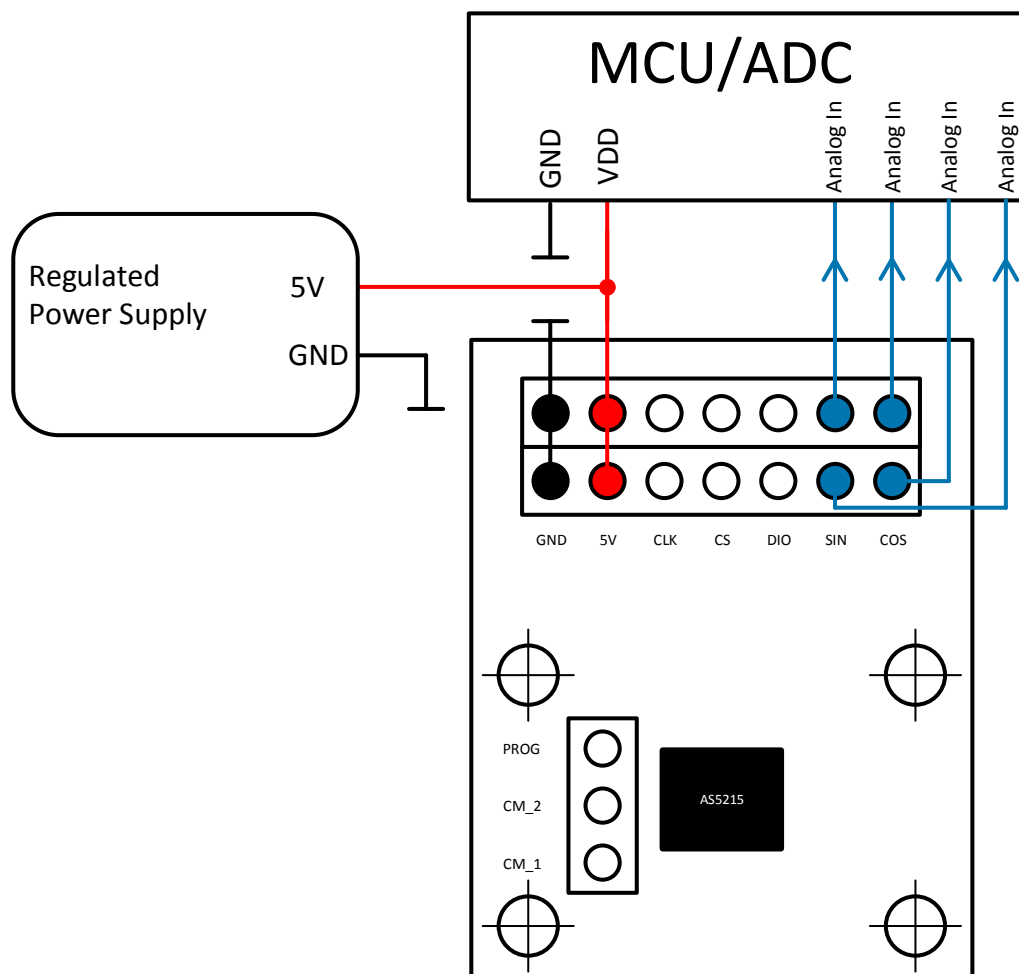 MCU/ADC
GND
VDD
Analog In
Analog In
Analog In
Analog In
Regulated
Power Supply
5V
GND
GND
5V
CLK
CS
DIO
SIN
COS
PROG
CM_2
CM_1
AS5215